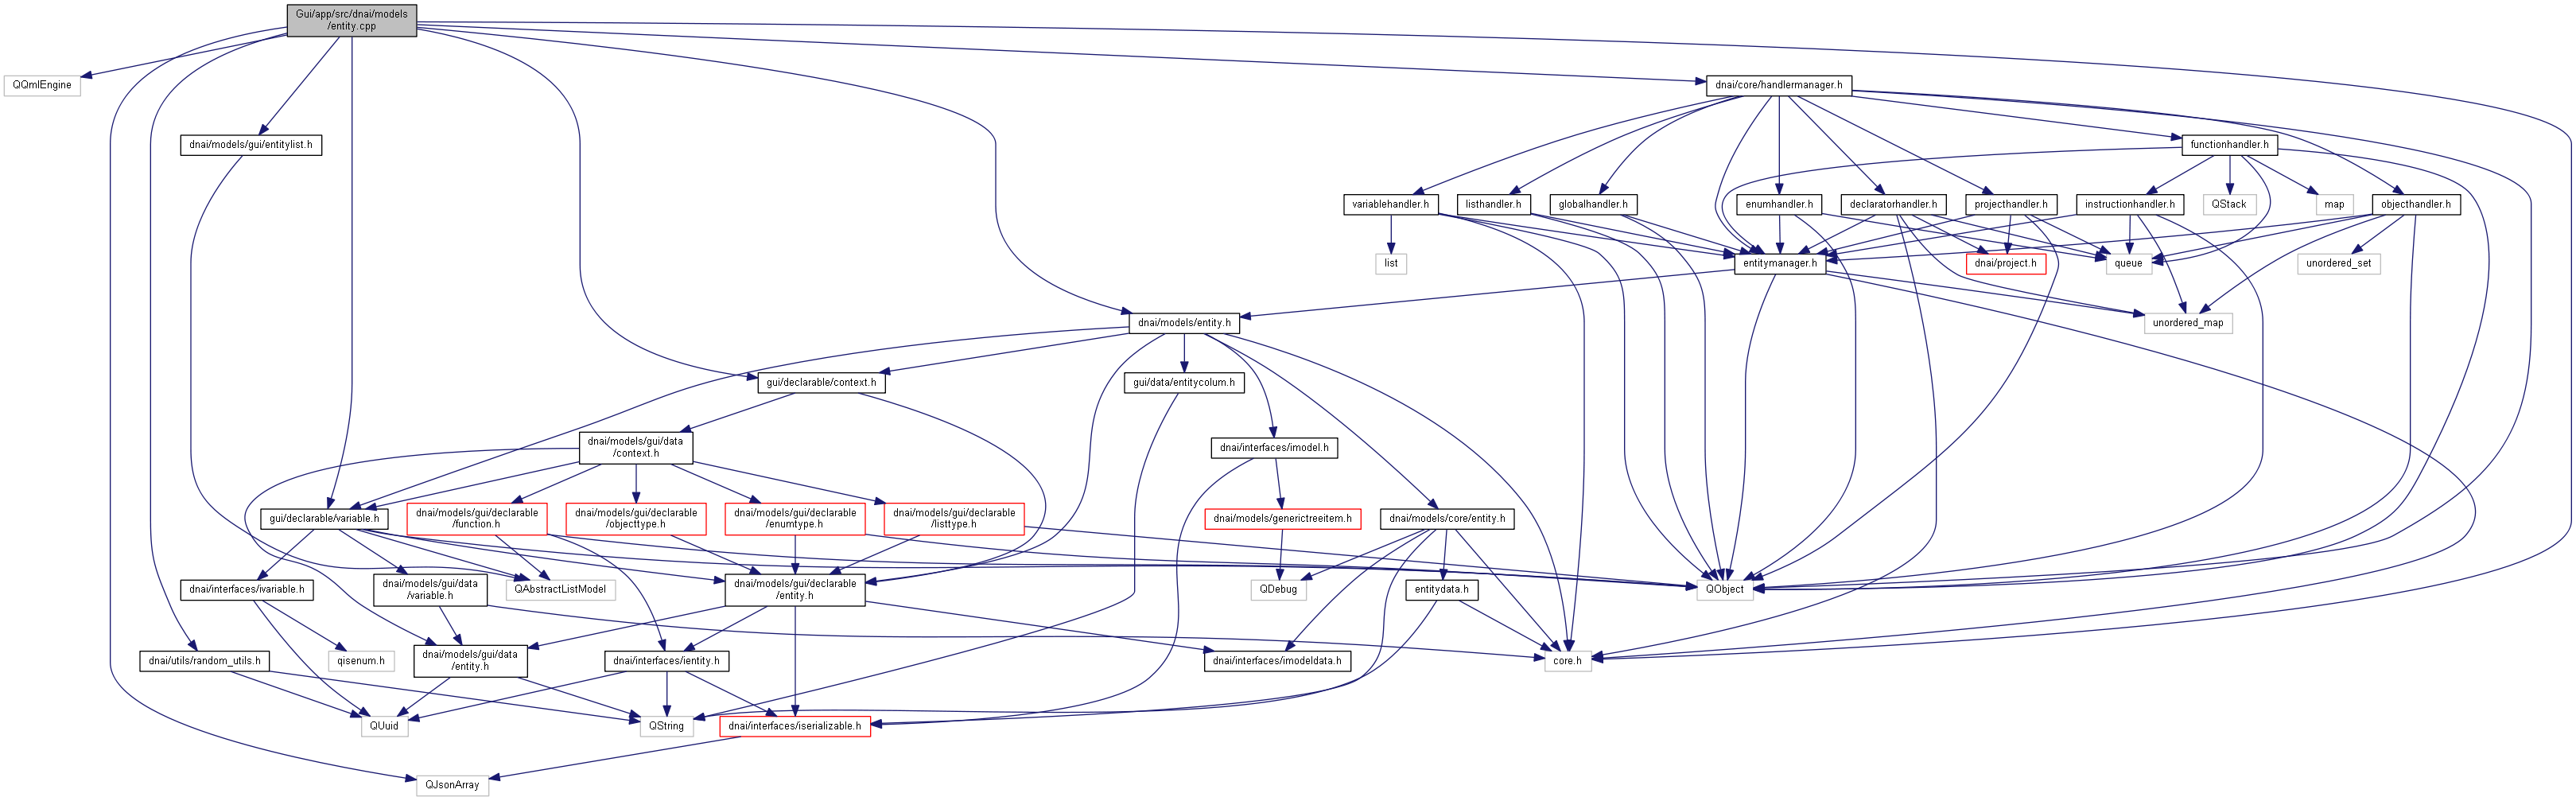 Gui/app/src/dnai/models
/entity.cpp
QQmlEngine
dnai/core/handlermanager.h
dnai/models/gui/entitylist.h
functionhandler.h
variablehandler.h
listhandler.h
globalhandler.h
enumhandler.h
declaratorhandler.h
projecthandler.h
instructionhandler.h
QStack
map
objecthandler.h
list
entitymanager.h
dnai/project.h
queue
unordered_set
dnai/models/entity.h
unordered_map
gui/declarable/context.h
gui/data/entitycolum.h
dnai/models/gui/data
/context.h
dnai/interfaces/imodel.h
gui/declarable/variable.h
dnai/models/gui/declarable
/function.h
dnai/models/gui/declarable
/objecttype.h
dnai/models/gui/declarable
/enumtype.h
dnai/models/gui/declarable
/listtype.h
dnai/models/generictreeitem.h
dnai/models/core/entity.h
dnai/interfaces/ivariable.h
dnai/models/gui/data
/variable.h
QAbstractListModel
dnai/models/gui/declarable
/entity.h
QDebug
entitydata.h
QObject
dnai/utils/random_utils.h
qisenum.h
dnai/models/gui/data
/entity.h
dnai/interfaces/ientity.h
dnai/interfaces/imodeldata.h
core.h
QUuid
QString
dnai/interfaces/iserializable.h
QJsonArray